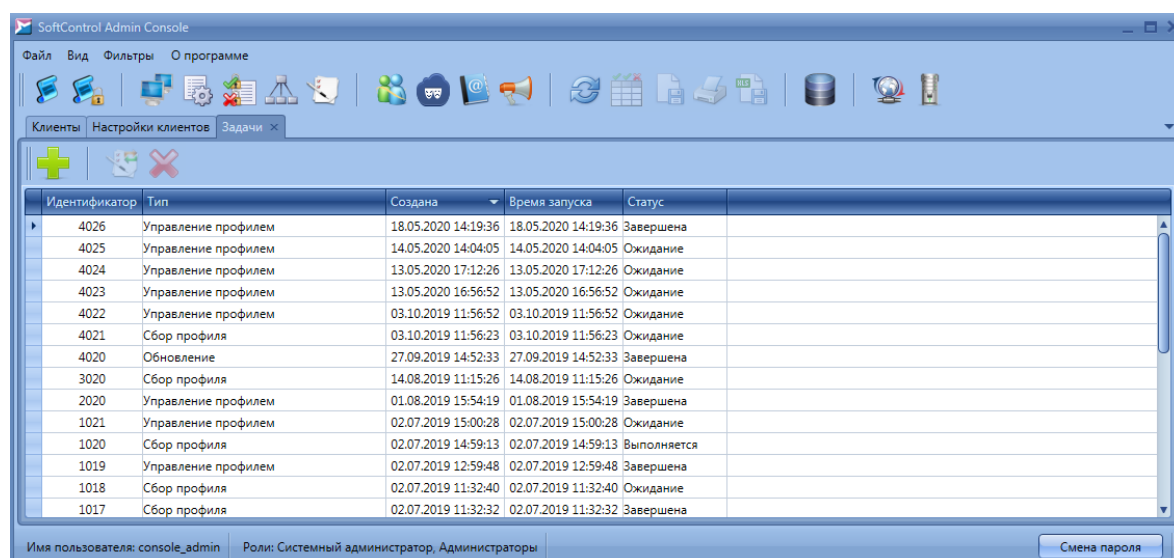 SoftControl Admin Console
Файл Вид Фильтры О программе
Клиенты Настройки клиентов Задачи
Идентификатор Тип Создана Время запуска Статус
4026 Управление профилем 18.05.2020 14:19:36 18.05.2020 14:19:36 Завершена
4025 Управление профилем 14.05.2020 14:04:05 14.05.2020 14:04:05 Ожидание
4024 Управление профилем 13.05.2020 17:12:26 13.05.2020 17:12:26 Ожидание
4023 Управление профилем 13.05.2020 16:56:52 13.05.2020 16:56:52 Ожидание
4022 Управление профилем 03.10.2019 11:56:52 03.10.2019 11:56:52 Ожидание
4021 Сбор профиля 03.10.2019 11:56:23 03.10.2019 11:56:23 Ожидание
4020 Обновление 27.09.2019 14:52:33 27.09.2019 14:52:33 Завершена
3020 Сбор профиля 14.08.2019 11:15:26 14.08.2019 11:15:26 Ожидание
2020 Управление профилем 01.08.2019 15:54:19 01.08.2019 15:54:19 Завершена
1021 Управление профилем 02.07.2019 15:00:28 02.07.2019 15:00:28 Ожидание
1020 Сбор профиля 02.07.2019 14:59:13 02.07.2019 14:59:13 Выполняется
1019 Управление профилем 02.07.2019 12:59:48 02.07.2019 12:59:48 Завершена
1018 Сбор профиля 02.07.2019 11:32:40 02.07.2019 11:32:40 Ожидание
1017 Сбор профиля 02.07.2019 11:32:32 02.07.2019 11:32:32 Завершена
Имя пользователя: console_admin Роли: Системный администратор, Администраторы Смена пароля